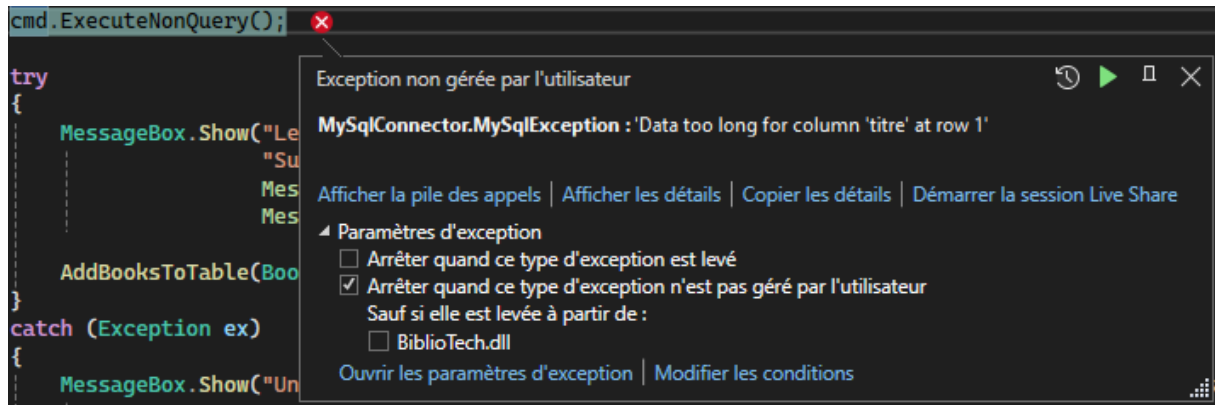 cmd.ExecuteNonQuery();
try
{
MessageBox.Show("Le
"Su
Mes
Mes
AddBooksToTable(Boo
}
catch (Exception ex)
{
MessageBox.Show("Un
Exception non gérée par l'utilisateur
MySqlConnector.MySqlException : 'Data too long for column 'titre' at row 1'
Afficher la pile des appels | Afficher les détails | Copier les détails | Démarrer la session Live Share
Paramètres d'exception
Arrêter quand ce type d'exception est levé
Arrêter quand ce type d'exception n'est pas géré par l'utilisateur
Sauf si elle est levée à partir de :
BiblioTech.dll
Ouvrir les paramètres d'exception | Modifier les conditions